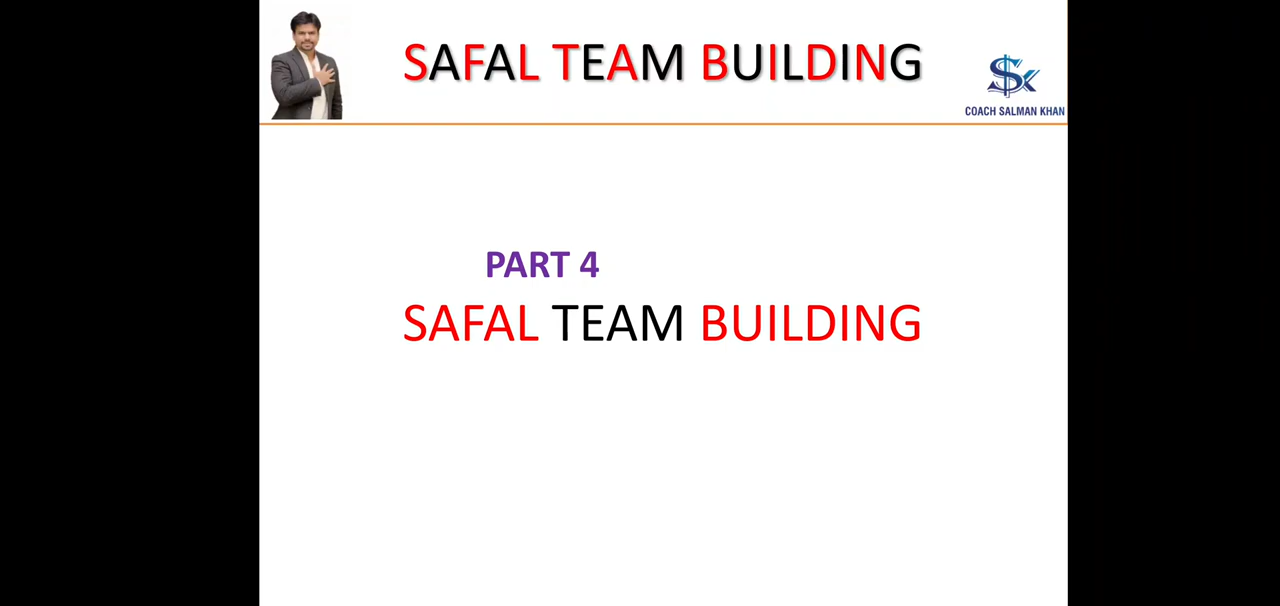 SAFAL TEAM BUILDING
COACH SALMAN KHAN
PART 4
SAFAL TEAM BUILDING